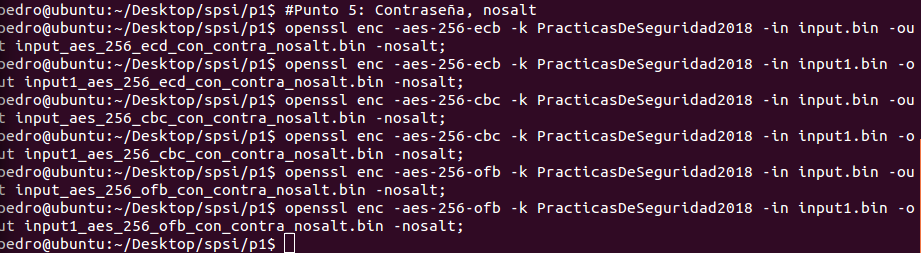 pedro@ubuntu:~/Desktop/spsi/p1$ #Punto 5: Contraseña, nosalt
pedro@ubuntu:~/Desktop/spsi/p1$ openssl enc -aes-256-ecb -k PracticasDeSeguridad2018 -in input.bin -ou
t input_aes_256_ecd_con_contra_nosalt.bin -nosalt;
pedro@ubuntu:~/Desktop/spsi/p1$ openssl enc -aes-256-ecb -k PracticasDeSeguridad2018 -in input1.bin -o
ut input1_aes_256_ecd_con_contra_nosalt.bin -nosalt;
pedro@ubuntu:~/Desktop/spsi/p1$ openssl enc -aes-256-cbc -k PracticasDeSeguridad2018 -in input.bin -ou
t input_aes_256_cbc_con_contra_nosalt.bin -nosalt;
pedro@ubuntu:~/Desktop/spsi/p1$ openssl enc -aes-256-cbc -k PracticasDeSeguridad2018 -in input1.bin -o
ut input1_aes_256_cbc_con_contra_nosalt.bin -nosalt;
pedro@ubuntu:~/Desktop/spsi/p1$ openssl enc -aes-256-ofb -k PracticasDeSeguridad2018 -in input.bin -ou
t input_aes_256_ofb_con_contra_nosalt.bin -nosalt;
pedro@ubuntu:~/Desktop/spsi/p1$ openssl enc -aes-256-ofb -k PracticasDeSeguridad2018 -in input1.bin -o
ut input1_aes_256_ofb_con_contra_nosalt.bin -nosalt;
pedro@ubuntu:~/Desktop/spsi/p1$